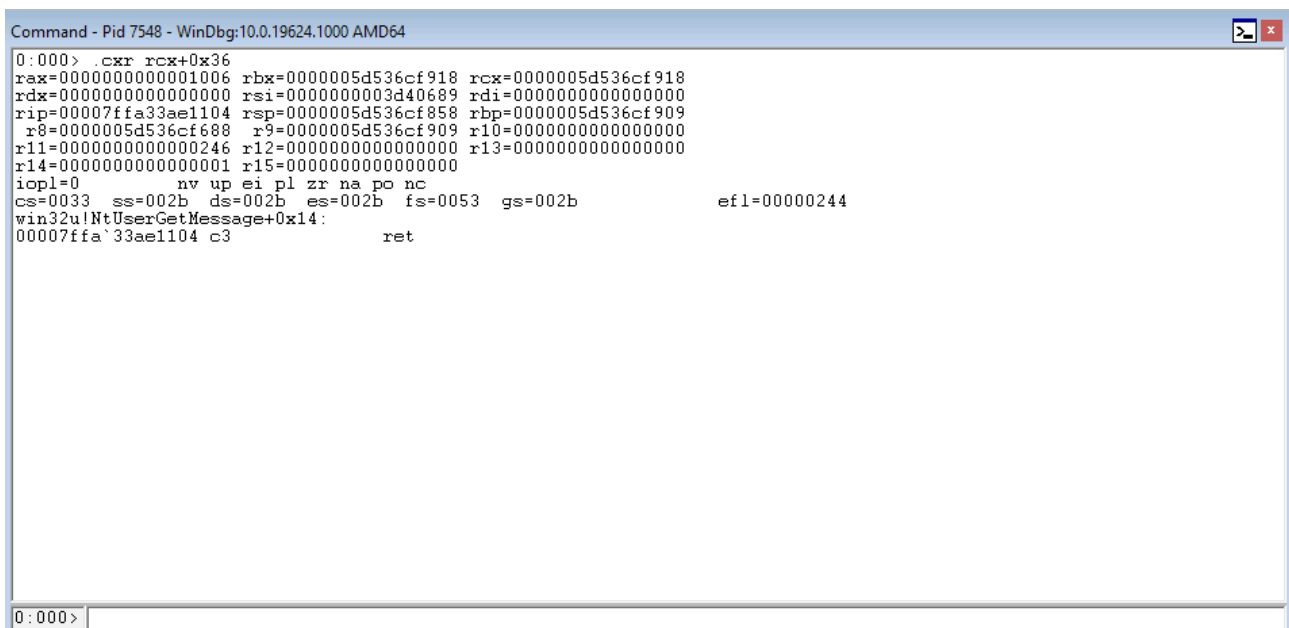 Command - Pid 7548 - WinDbg:10.0.19624.1000 AMD64
0:000> .cxr rcx+0x36
rax=0000000000001006 rbx=0000005d536cf918 rcx=0000005d536cf918
rdx=0000000000000000 rsi=0000000003d40689 rdi=0000000000000000
rip=00007ffa33ae1104 rsp=0000005d536cf858 rbp=0000005d536cf909
r8=0000005d536cf688 r9=0000005d536cf909 r10=0000000000000000
r11=0000000000000246 r12=0000000000000000 r13=0000000000000000
r14=0000000000000001 r15=0000000000000000
iopl=0 nv up ei pl zr na po nc
cs=0033 ss=002b ds=002b es=002b fs=0053 gs=002b efl=00000244
win32u!NtUserGetMessage+0x14:
00007ffa`33ae1104 c3 ret
0:000>